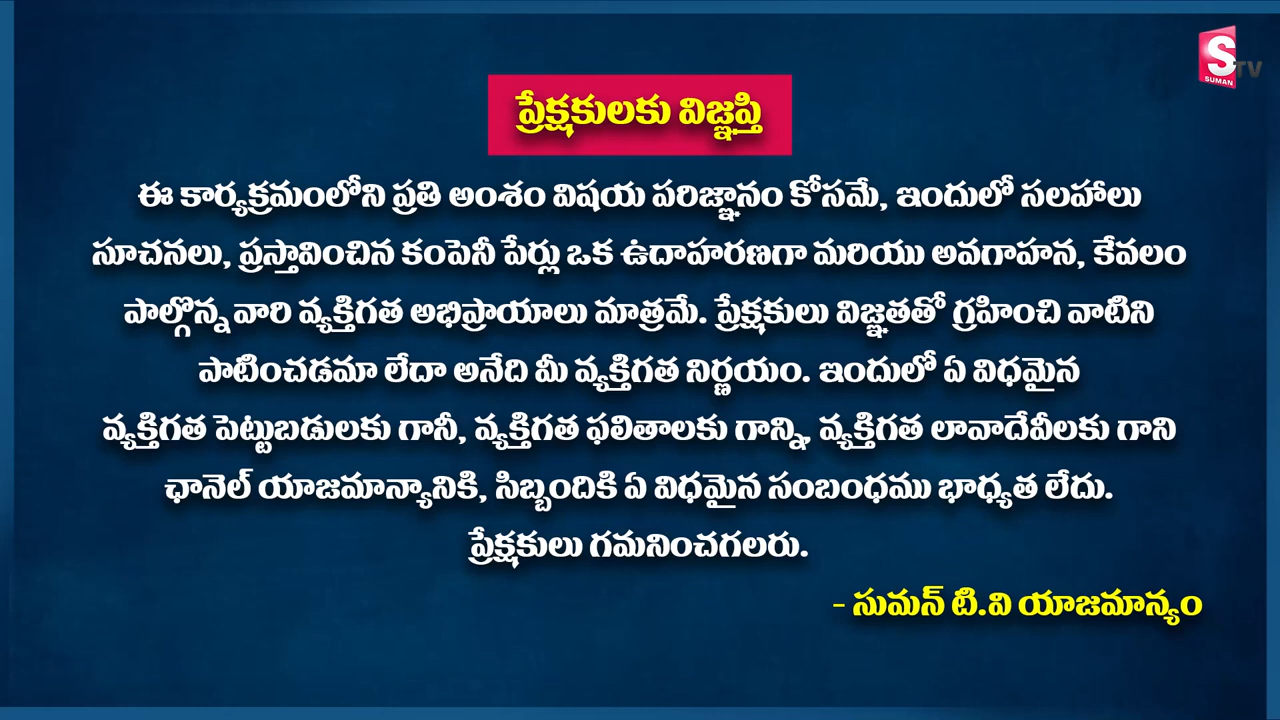 S
TV
SUMAN
ప్రేక్షకులకు విజ్ఞప్తి
ఈ కార్యక్రమంలోని ప్రతి అంశం విషయ పరిజ్ఞానం కోసమే, ఇందులో సలహాలు
సూచనలు, ప్రస్తావించిన కంపెనీ పేర్లు ఒక ఉదాహరణగా మరియు అవగాహన, కేవలం
పాల్గొన్న వారి వ్యక్తిగత అభిప్రాయాలు మాత్రమే. ప్రేక్షకులు విజ్ఞతతో గ్రహించి వాటిని
పాటించడమా లేదా అనేది మీ వ్యక్తిగత నిర్ణయం. ఇందులో ఏ విధమైన
వ్యక్తిగత పెట్టుబడులకు గానీ, వ్యక్తిగత ఫలితాలకు గాన్ని, వ్యక్తిగత లావాదేవీలకు గాని
ఛానెల్ యాజమాన్యానికి, సిబ్బందికి ఏ విధమైన సంబంధము భాధ్యత లేదు.
ప్రేక్షకులు గమనించగలరు.
- సుమన్ టి.వి యాజమాన్యం